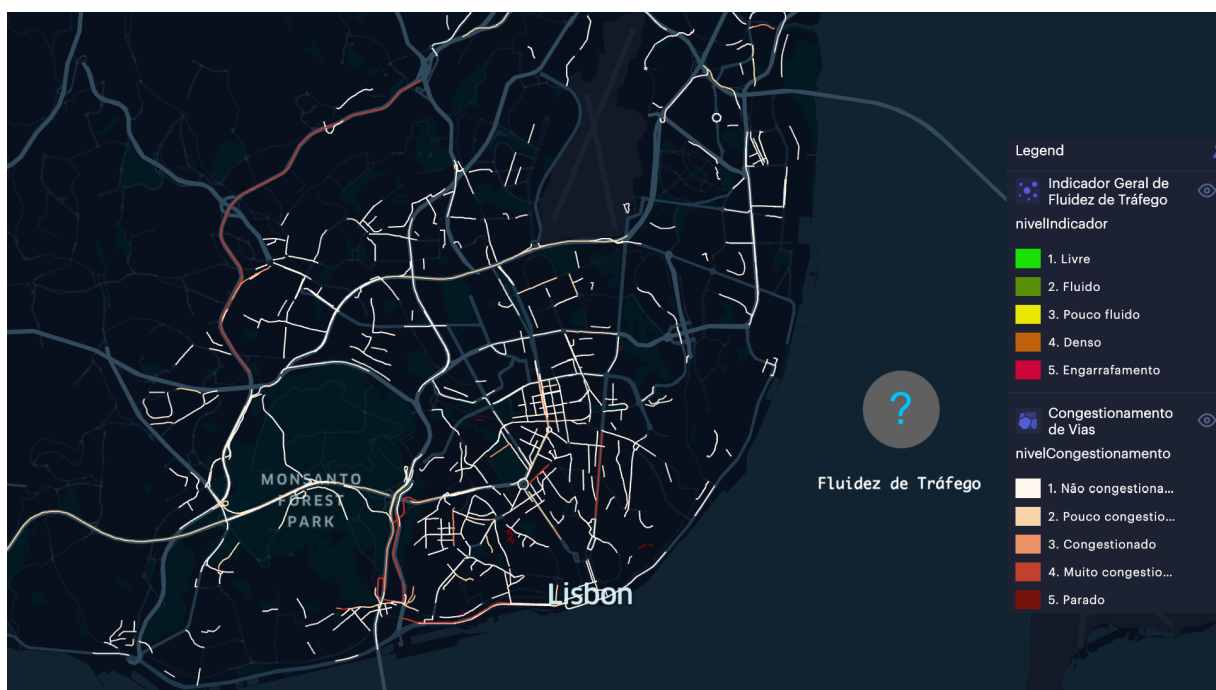 MONSANTO
FOREST
PARK
Lisbon
?
Fluidez de Tráfego
Legend
Indicador Geral de
Fluidez de Tráfego
nivelIndicador
1. Livre
2. Fluido
3. Pouco fluido
4. Denso
5. Engarrafamento
Congestionamento
de Vias
nivelCongestionamento
1. Não congestiona...
2. Pouco congestio...
3. Congestionado
4. Muito congestio...
5. Parado